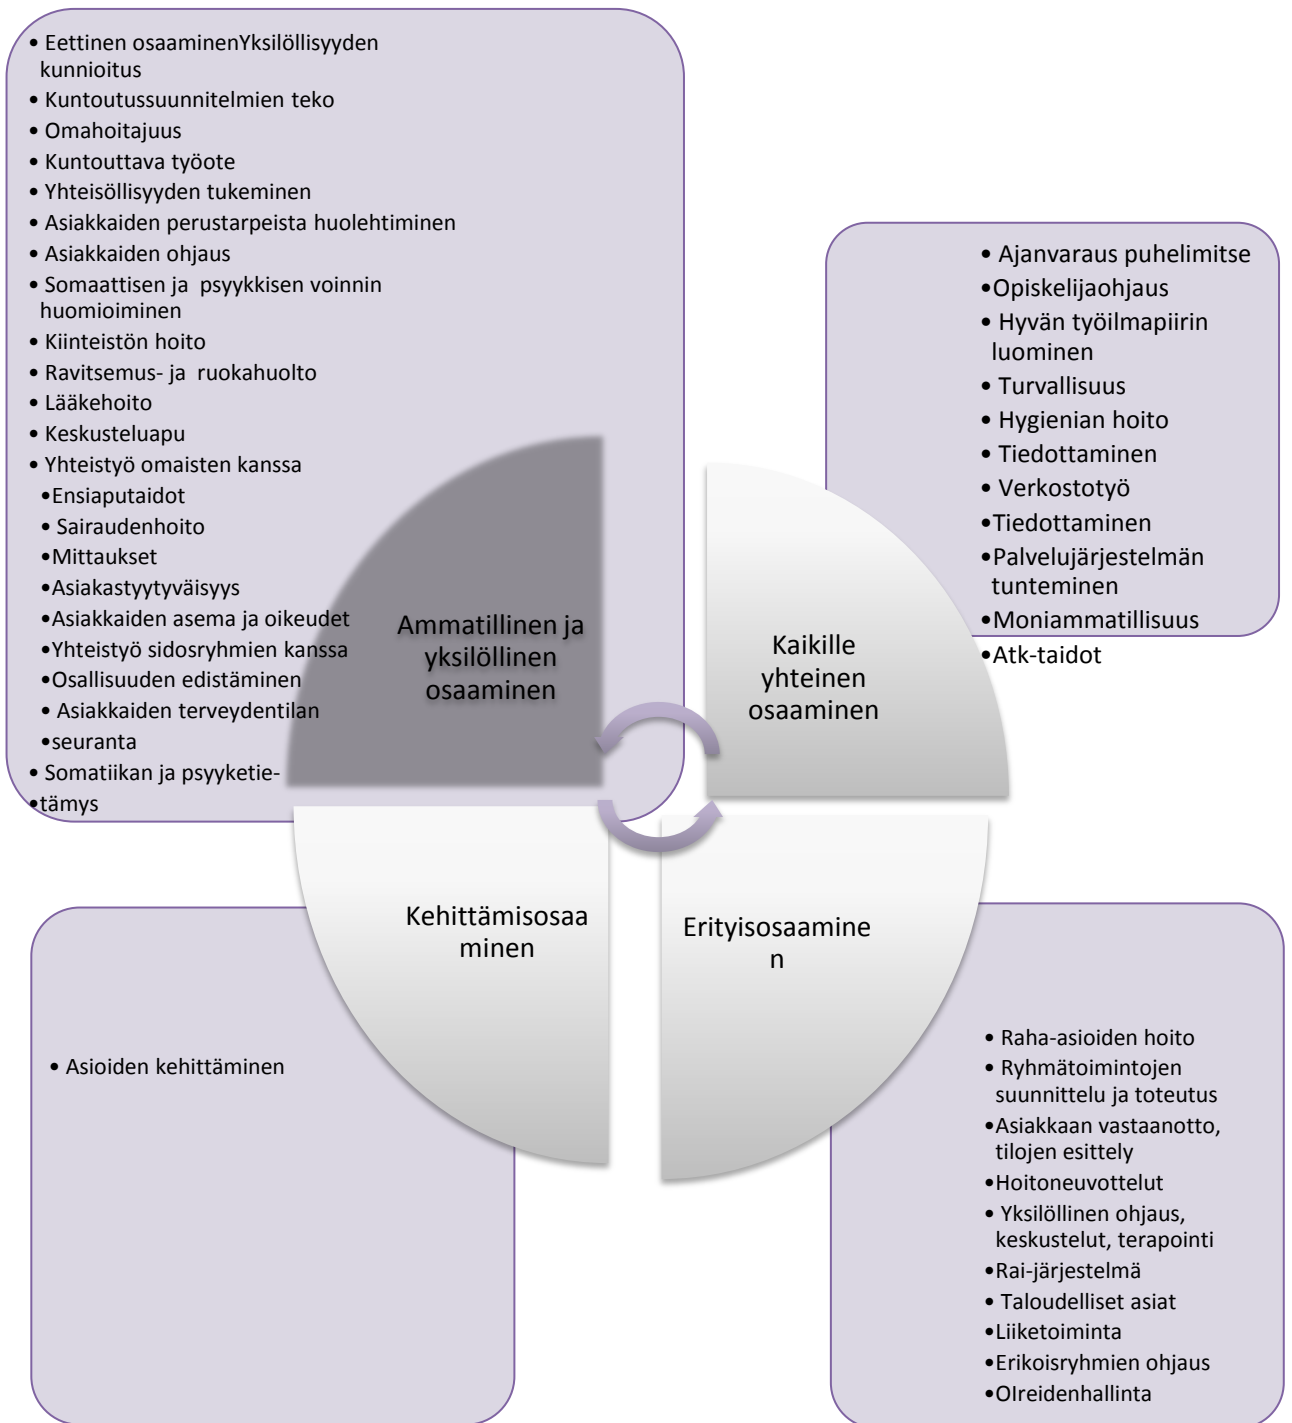 • Eettinen osaaminenYksilöllisyyden
kunnioitus
• Kuntoutussuunnitelmien teko
• Omahoitajuus
• Kuntouttava työote
• Yhteisöllisyyden tukeminen
• Asiakkaiden perustarpeista huolehtiminen
• Asiakkaiden ohjaus
• Somaattisen ja psyykkisen voinnin
huomioiminen
• Kiinteistön hoito
• Ravitsemus- ja ruokahuolto
• Lääkehoito
• Keskusteluapu
• Yhteistyö omaisten kanssa
•Ensiaputaidot
• Sairaudenhoito
•Mittaukset
•Asiakastyytyväisyys
•Asiakkaiden asema ja oikeudet
•Yhteistyö sidosryhmien kanssa
•Osallisuuden edistäminen
• Asiakkaiden terveydentilan
•seuranta
• Somatiikan ja psyyketie-
•tämys
• Ajanvaraus puhelimitse
•Opiskelijaohjaus
• Hyvän työilmapiirin
luominen
• Turvallisuus
• Hygienian hoito
• Tiedottaminen
• Verkostotyö
•Tiedottaminen
•Palvelujärjestelmän
tunteminen
•Moniammatillisuus
•Atk-taidot
Ammatillinen ja
yksilöllinen
osaaminen
Kaikille
yhteinen
osaaminen
Kehittämisosaa
minen
Erityisosaamine
n
• Asioiden kehittäminen
• Raha-asioiden hoito
• Ryhmätoimintojen
suunnittelu ja toteutus
•Asiakkaan vastaanotto,
tilojen esittely
•Hoitoneuvottelut
• Yksilöllinen ohjaus,
keskustelut, terapointi
•Rai-järjestelmä
• Taloudelliset asiat
•Liiketoiminta
•Erikoisryhmien ohjaus
•OIreidenhallinta